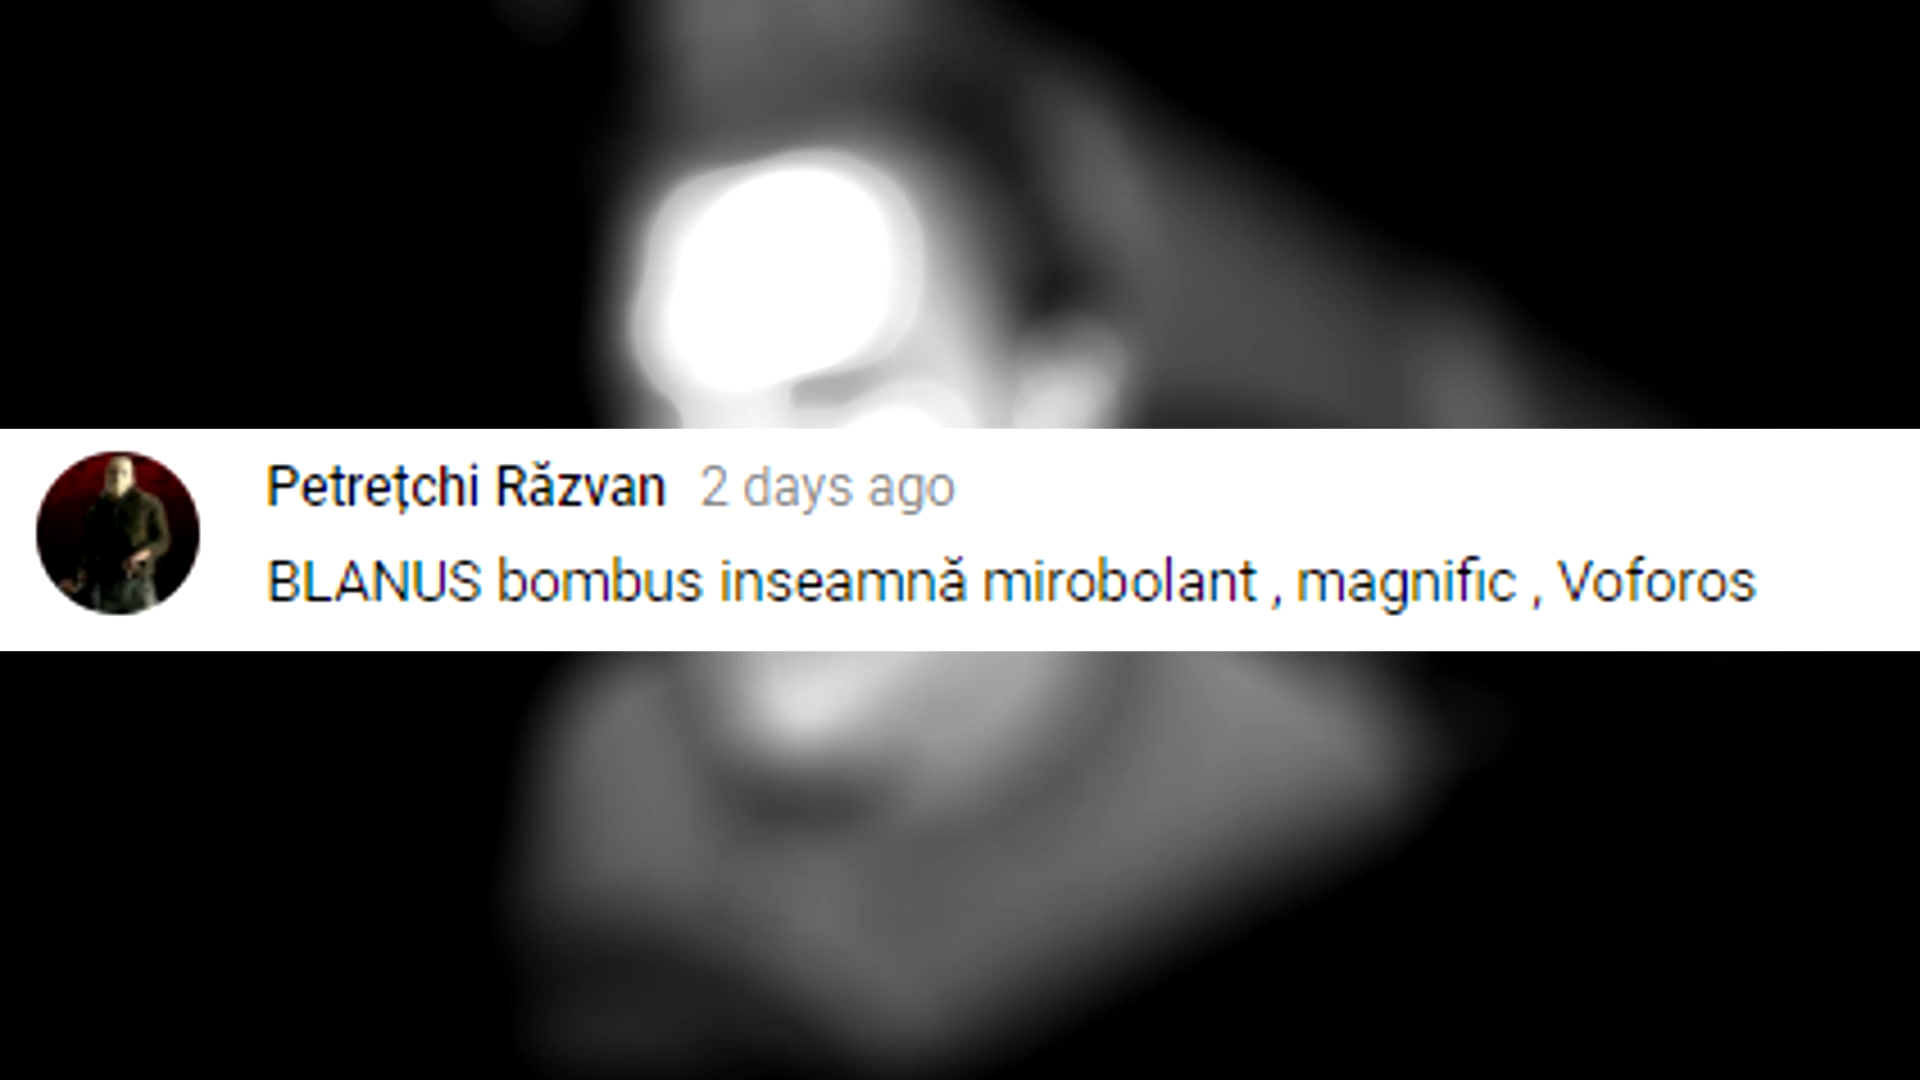 Petrețchi Răzvan 2 days ago
BLANUS bombus inseamnă mirobolant , magnific , Voforos